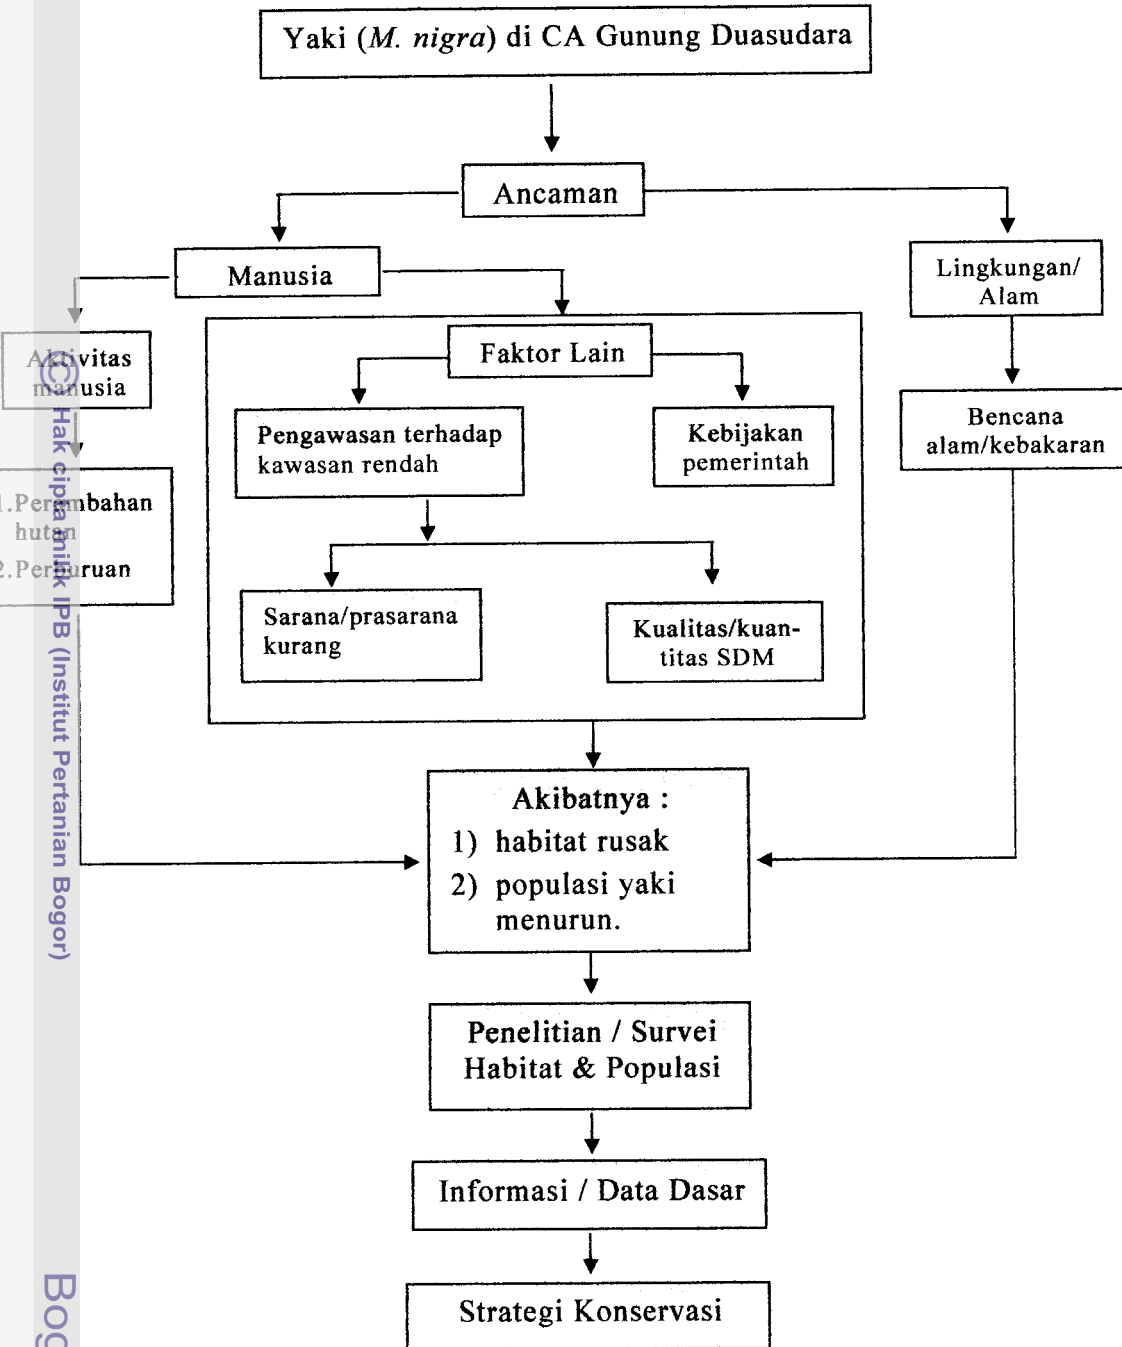 Yaki (M. nigra) di CA Gunung Duasudara
Ancaman
Manusia
Lingkungan/
Alam
Faktor Lain
Aktivitas
manusia
Pengawasan terhadap
kawasan rendah
Kebijakan
pemerintah
Bencana
alam/kebakaran
1.Perambahan
hutan
2.Perburuan
Sarana/prasarana
kurang
Kualitas/kuan-
titas SDM
Akibatnya :
1) habitat rusak
2) populasi yaki
menurun.
Penelitian / Survei
Habitat & Populasi
Informasi / Data Dasar
Strategi Konservasi
© Hak cipta milik IPB (Institut Pertanian Bogor)
Bog